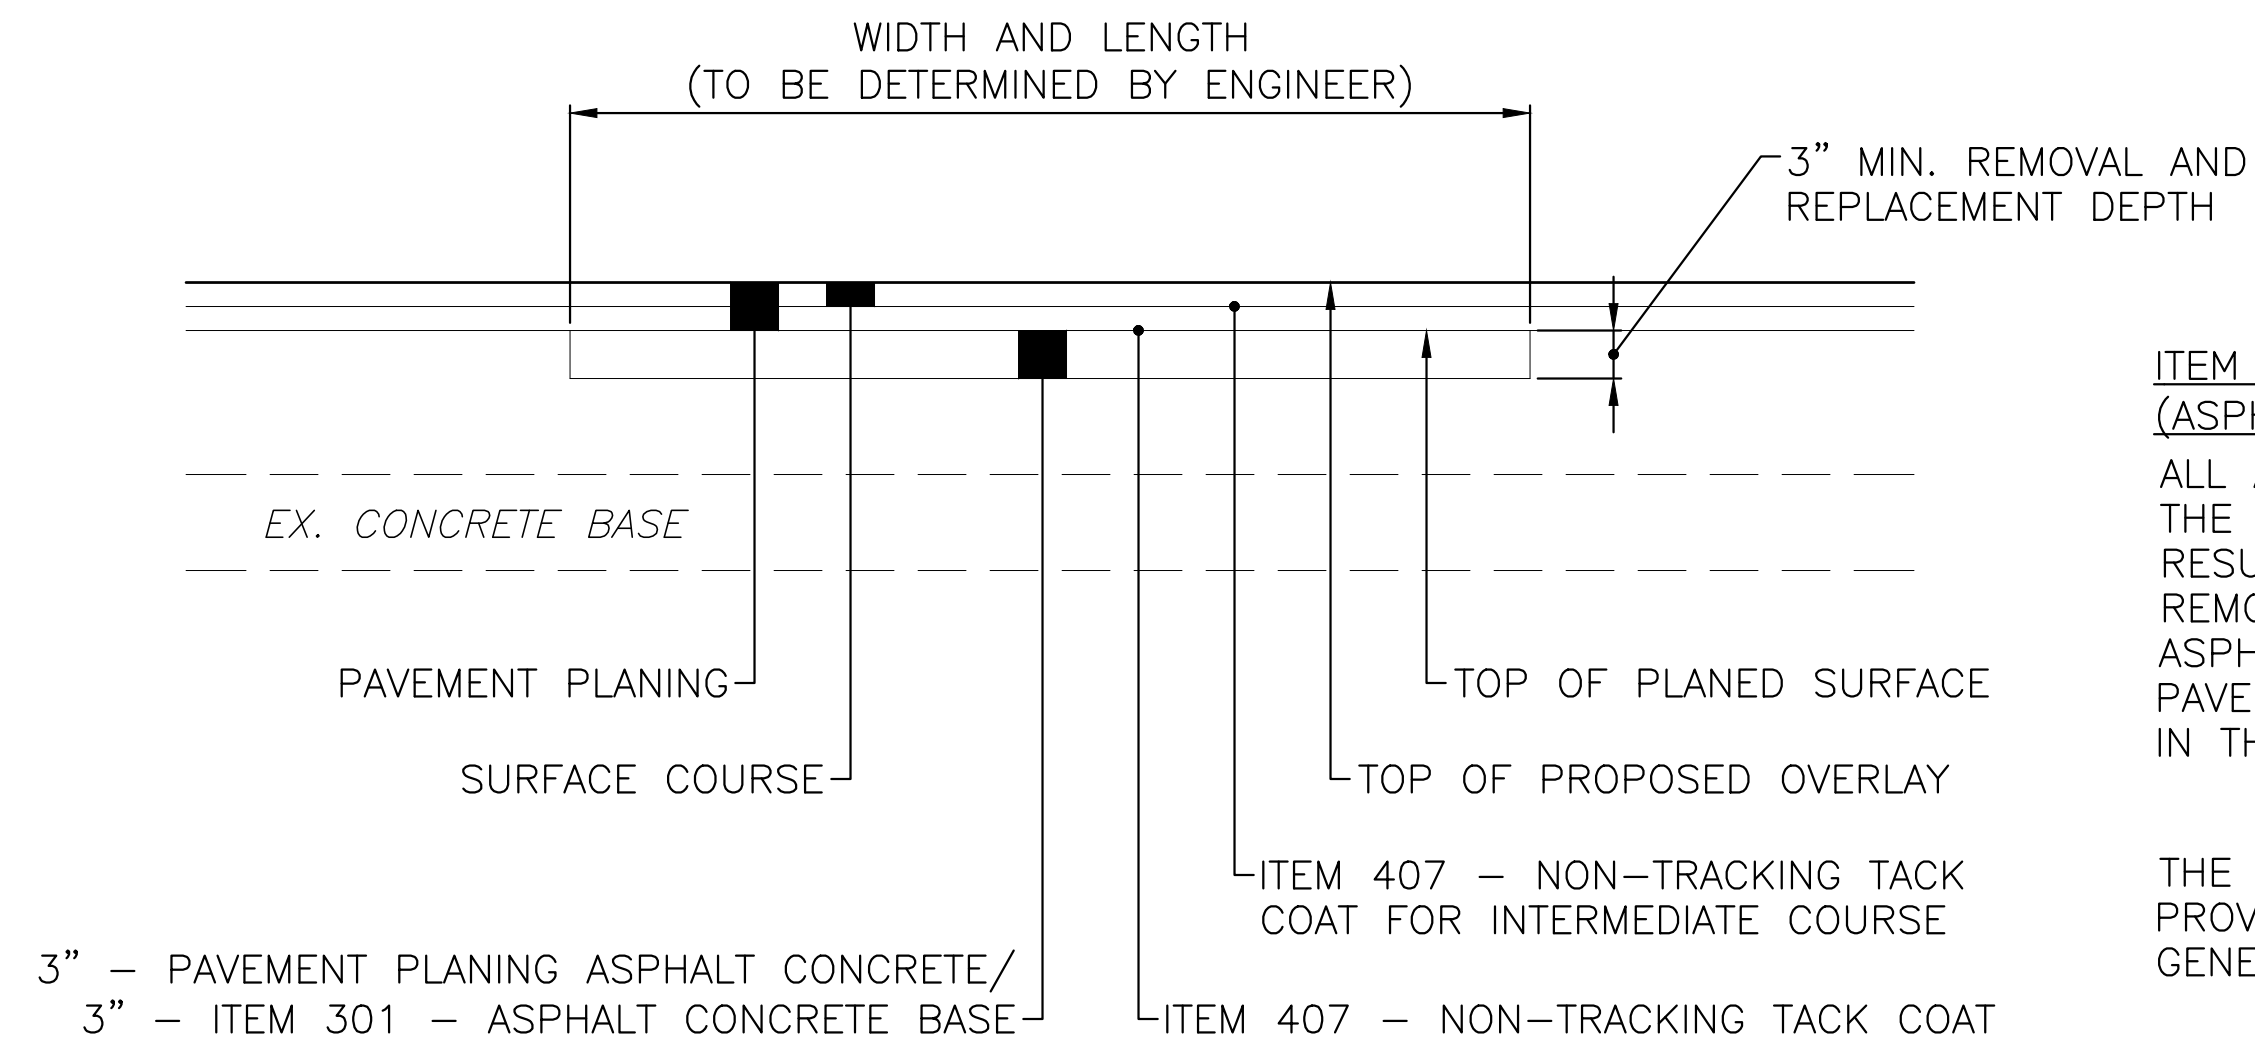 WIDTH AND LENGTH
(TO BE DETERMINED BY ENGINEER)
3” MIN. REMOVAL AND
REPLACEMENT DEPTH
EX. CONCRETE BASE
PAVEMENT PLANING
SURFACE COURSE
3” – PAVEMENT PLANING ASPHALT CONCRETE/
3” – ITEM 301 – ASPHALT CONCRETE BASE
TOP OF PLANED SURFACE
TOP OF PROPOSED OVERLAY
ITEM 407 – NON–TRACKING TACK
COAT FOR INTERMEDIATE COURSE
ITEM 407 – NON–TRACKING TACK COAT
ITEM
ALL
THE
IN
THE